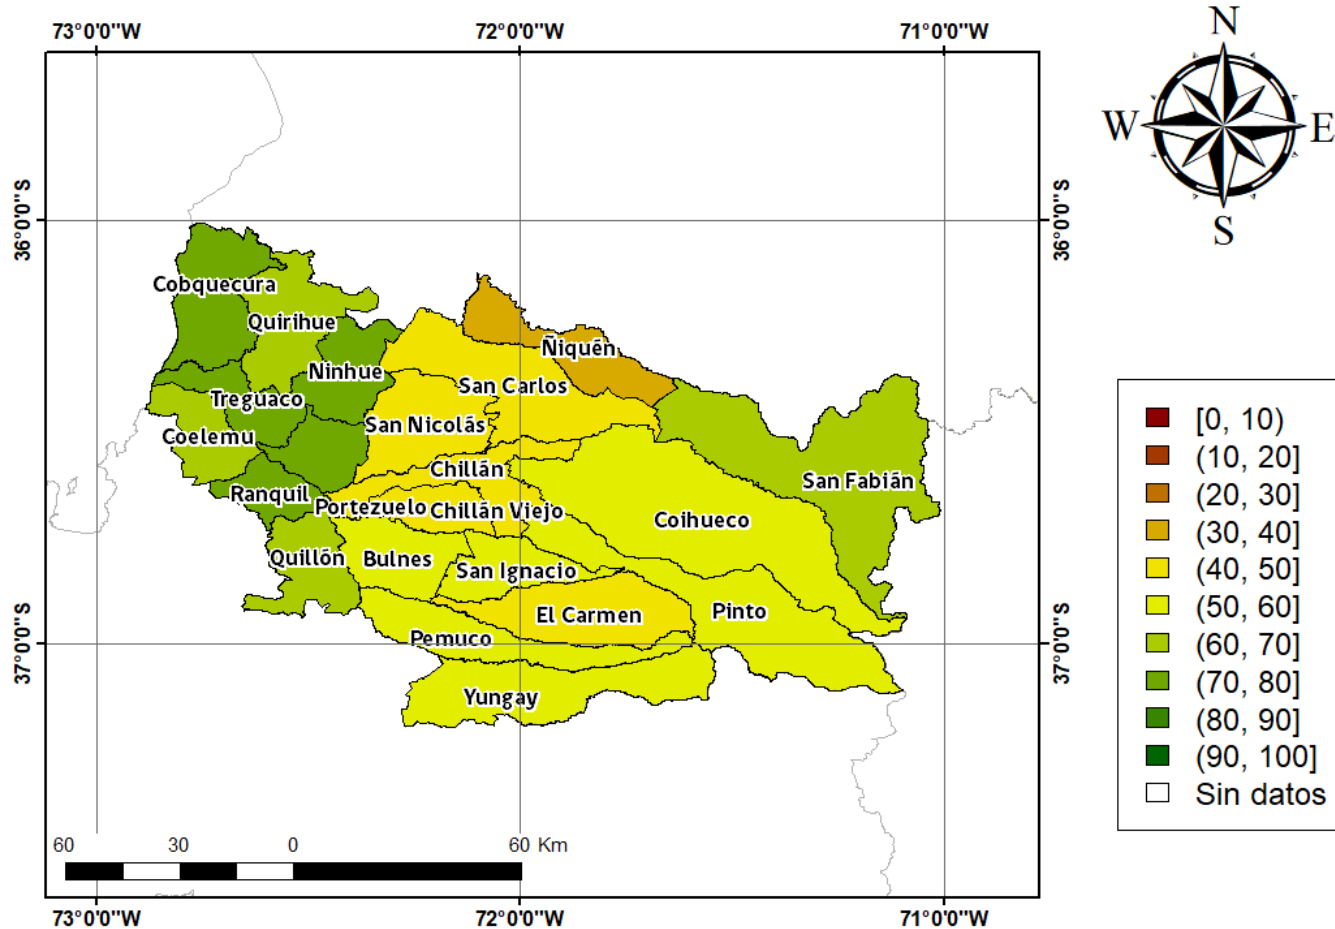 73°0'0"W 72°0'0"W 71°0'0"W
N
W E
S
36°0'0"S 36°0'0"S
Cobquecura
Quirihue
Ñiquén
Ninhue
San Carlos
Treguaco
San Nicolás
Coelemu
Chillán
San Fabián
Ranquil
Portezuelo
Chillán Viejo
Coihueco
Quillón
Bulnes
San Ignacio
El Carmen
Pinto
Pemuco
37°0'0"S 37°0'0"S
Yungay
[0, 10)
(10, 20]
(20, 30]
(30, 40]
(40, 50]
(50, 60]
(60, 70]
(70, 80]
(80, 90]
(90, 100]
Sin datos
60 30 0 60 Km
73°0'0"W 72°0'0"W 71°0'0"W